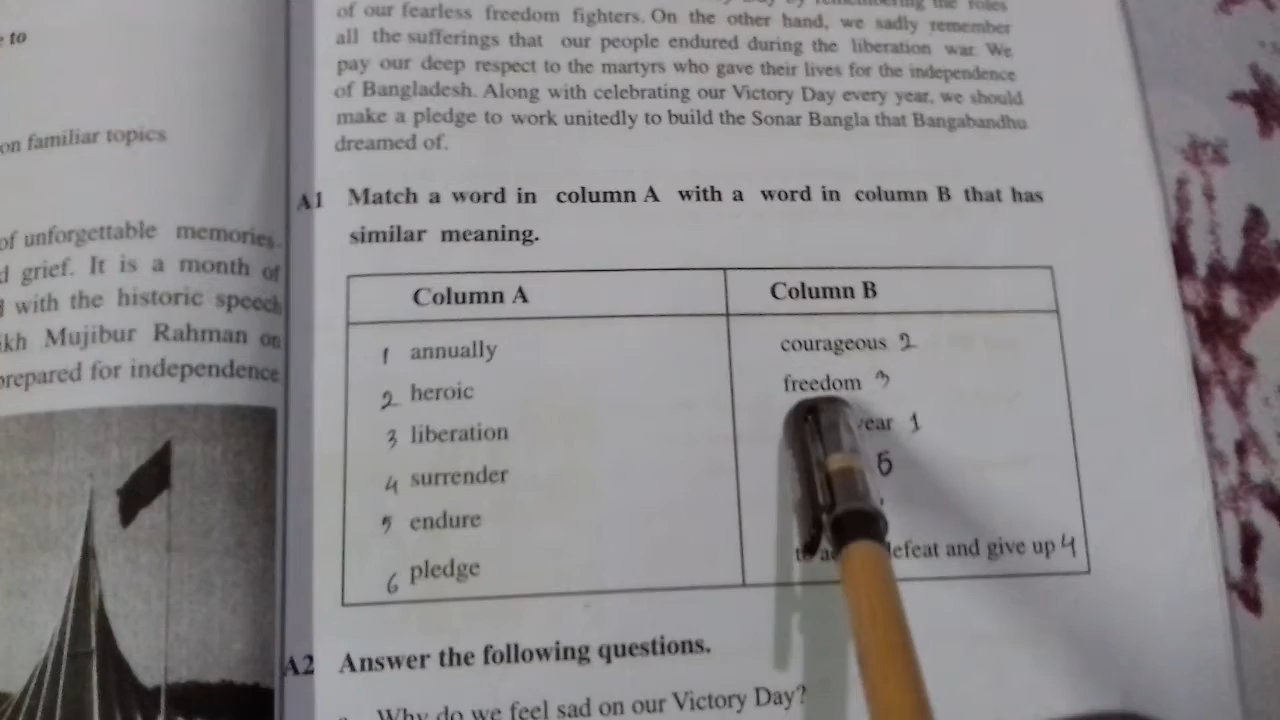 e to
on familiar topics
of unforgettable memories.
d grief. It is a month of
with the historic speech
kh Mujibur Rahman on
prepared for independence
of our fearless freedom fighters. On the other hand, we sadly remember
all the sufferings that our people endured during the liberation war. We
pay our deep respect to the martyrs who gave their lives for the independence
of Bangladesh. Along with celebrating our Victory Day every year, we should
make a pledge to work unitedly to build the Sonar Bangla that Bangabandhu
dreamed of.
A1 Match a word in column A with a word in column B that has
similar meaning.
Column A Column B
1 annually courageous 2
2 heroic freedom 3
3 liberation year 1
4 surrender 5
5 endure
6 pledge defeat and give up 4
A2 Answer the following questions.
Why do we feel sad on our Victory Day?